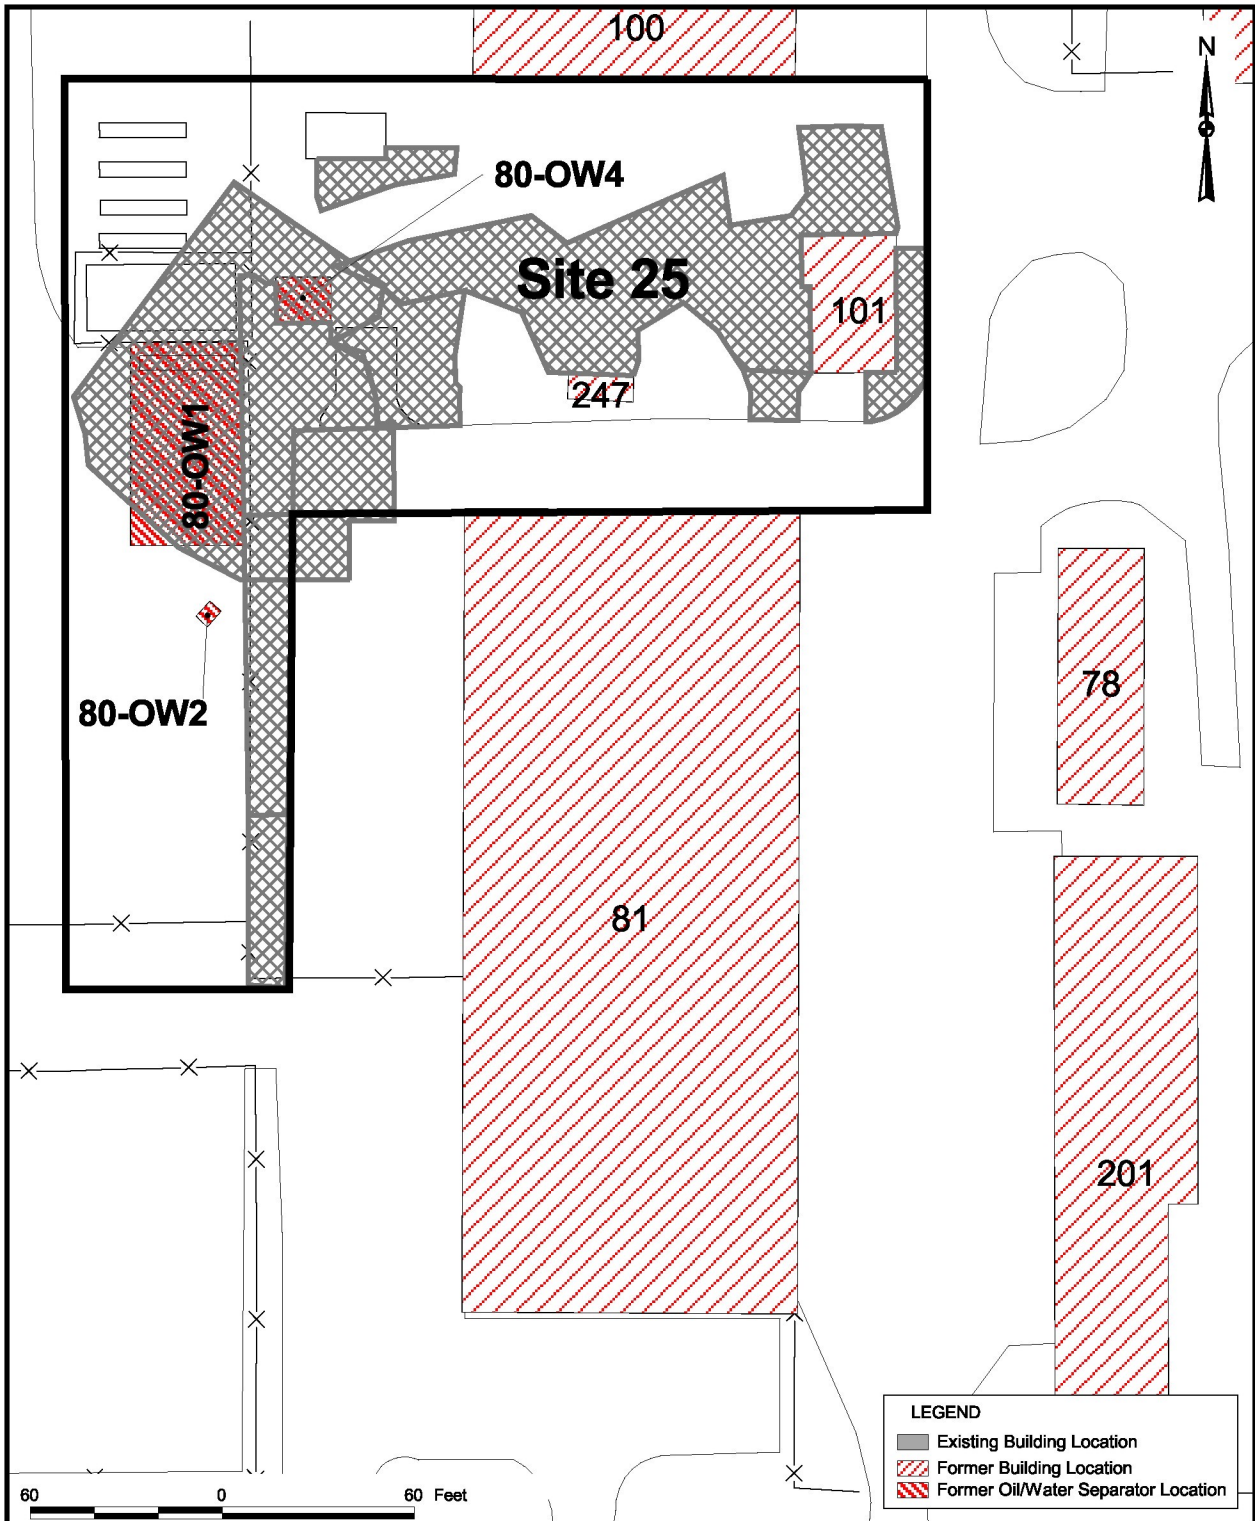 100
N
80-OW4
Site 25
101
247
80-OW1
78
80-OW2
81
201
LEGEND
Existing Building Location
Former Building Location
Former Oil/Water Separator Location
60 0 60 Feet